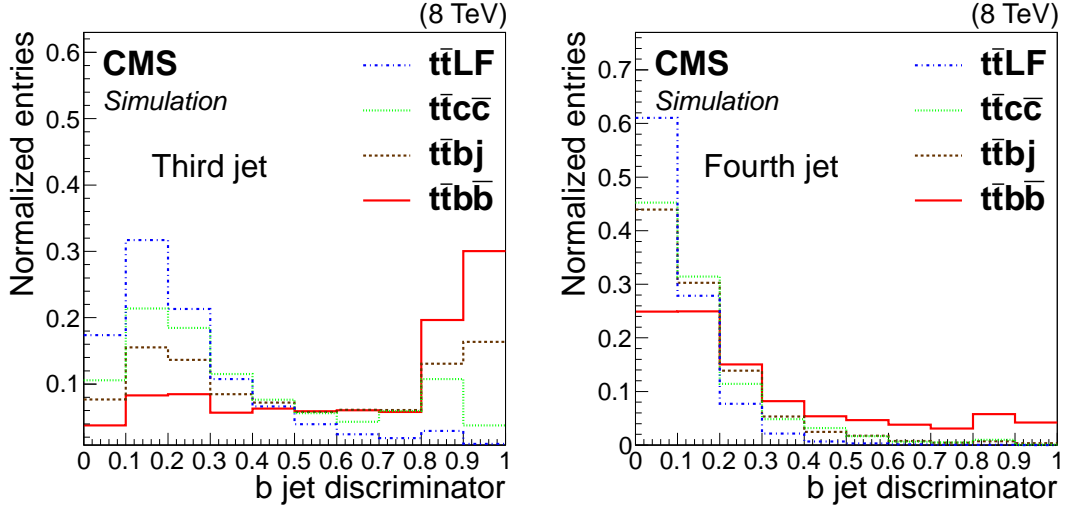 (8 TeV)
CMS
Simulation
Third jet
tt̄LF
tt̄cc̄
tt̄bj
tt̄bb̄
Normalized entries
0.6
0.5
0.4
0.3
0.2
0.1
0 0.1 0.2 0.3 0.4 0.5 0.6 0.7 0.8 0.9 1
b jet discriminator
(8 TeV)
CMS
Simulation
Fourth jet
tt̄LF
tt̄cc̄
tt̄bj
tt̄bb̄
Normalized entries
0.7
0.6
0.5
0.4
0.3
0.2
0.1
0
0 0.1 0.2 0.3 0.4 0.5 0.6 0.7 0.8 0.9 1
b jet discriminator